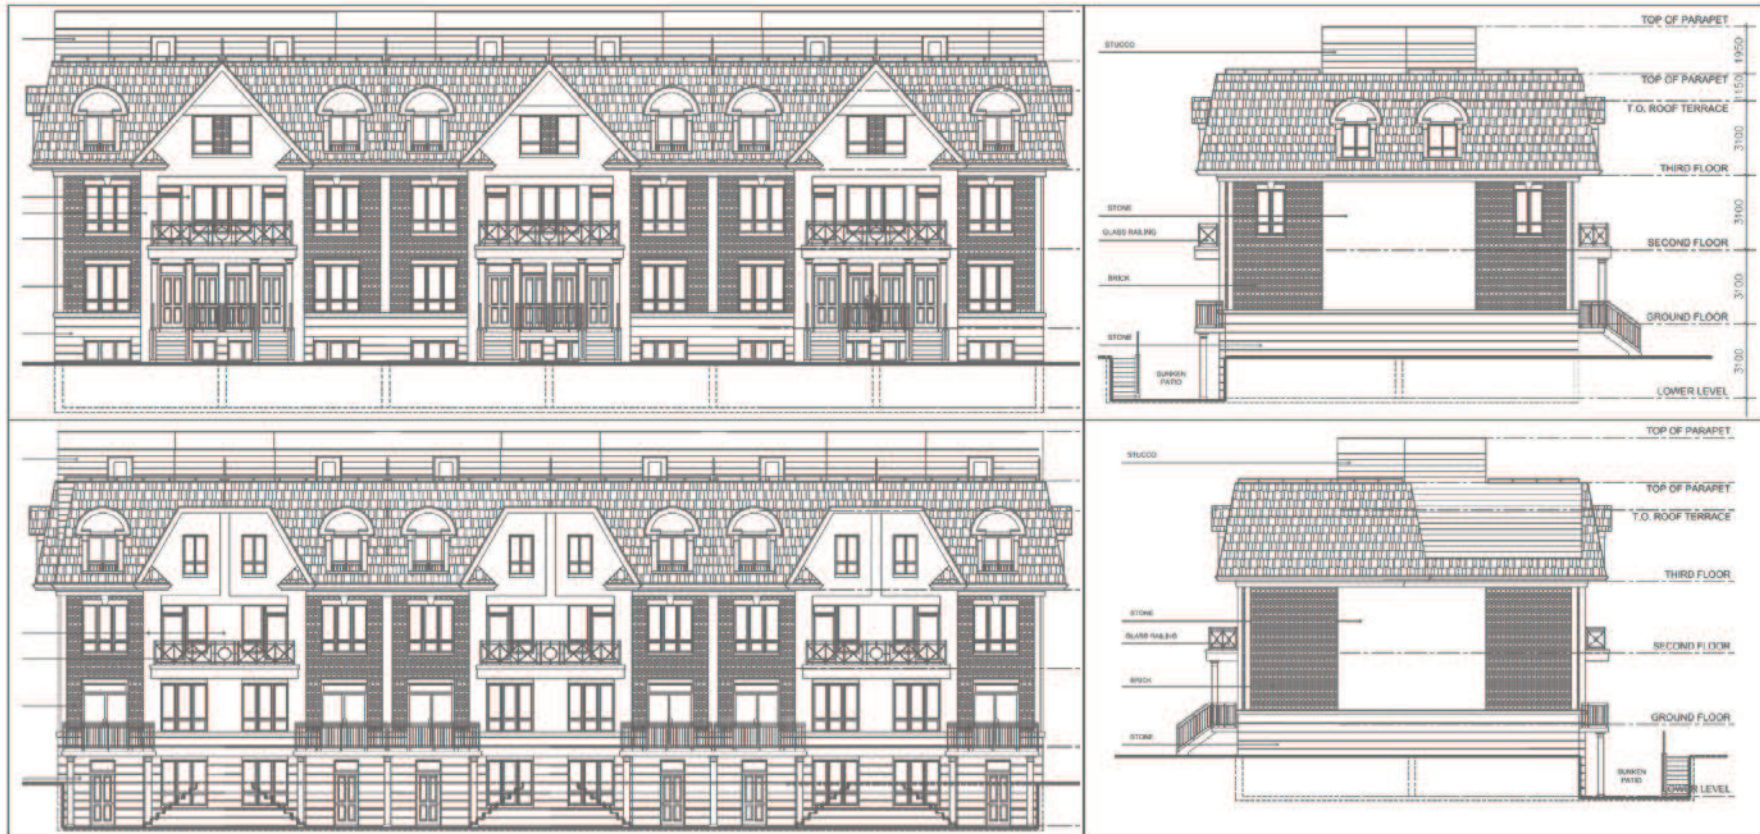 TOP OF PARAPET
STUCCO
1950
TOP OF PARAPET
1150
T.O. ROOF TERRACE
3100
THIRD FLOOR
STONE
3100
GLASS RAILING
SECOND FLOOR
BRICK
3100
GROUND FLOOR
STONE
3100
SUNKEN
PATIO
LOWER LEVEL
TOP OF PARAPET
STUCCO
TOP OF PARAPET
T.O. ROOF TERRACE
THIRD FLOOR
STONE
GLASS RAILING
SECOND FLOOR
BRICK
GROUND FLOOR
STONE
SUNKEN
PATIO
LOWER LEVEL